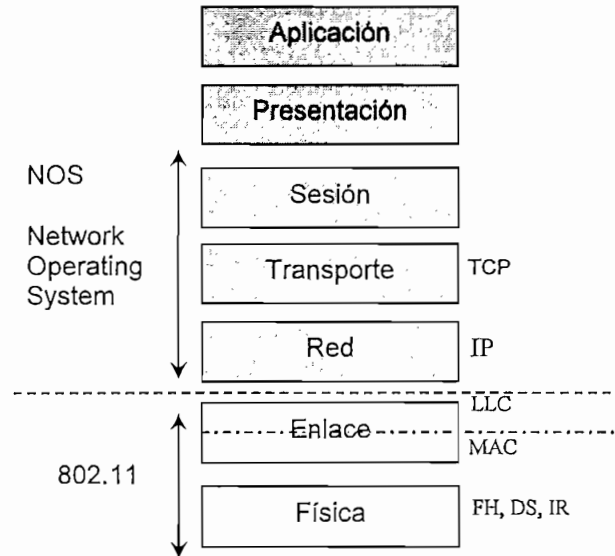 Aplicación
Presentación
NOS
Network
Operating
System
Sesión
Transporte
TCP
Red
IP
LLC
Enlace
MAC
802.11
Física
FH, DS, IR